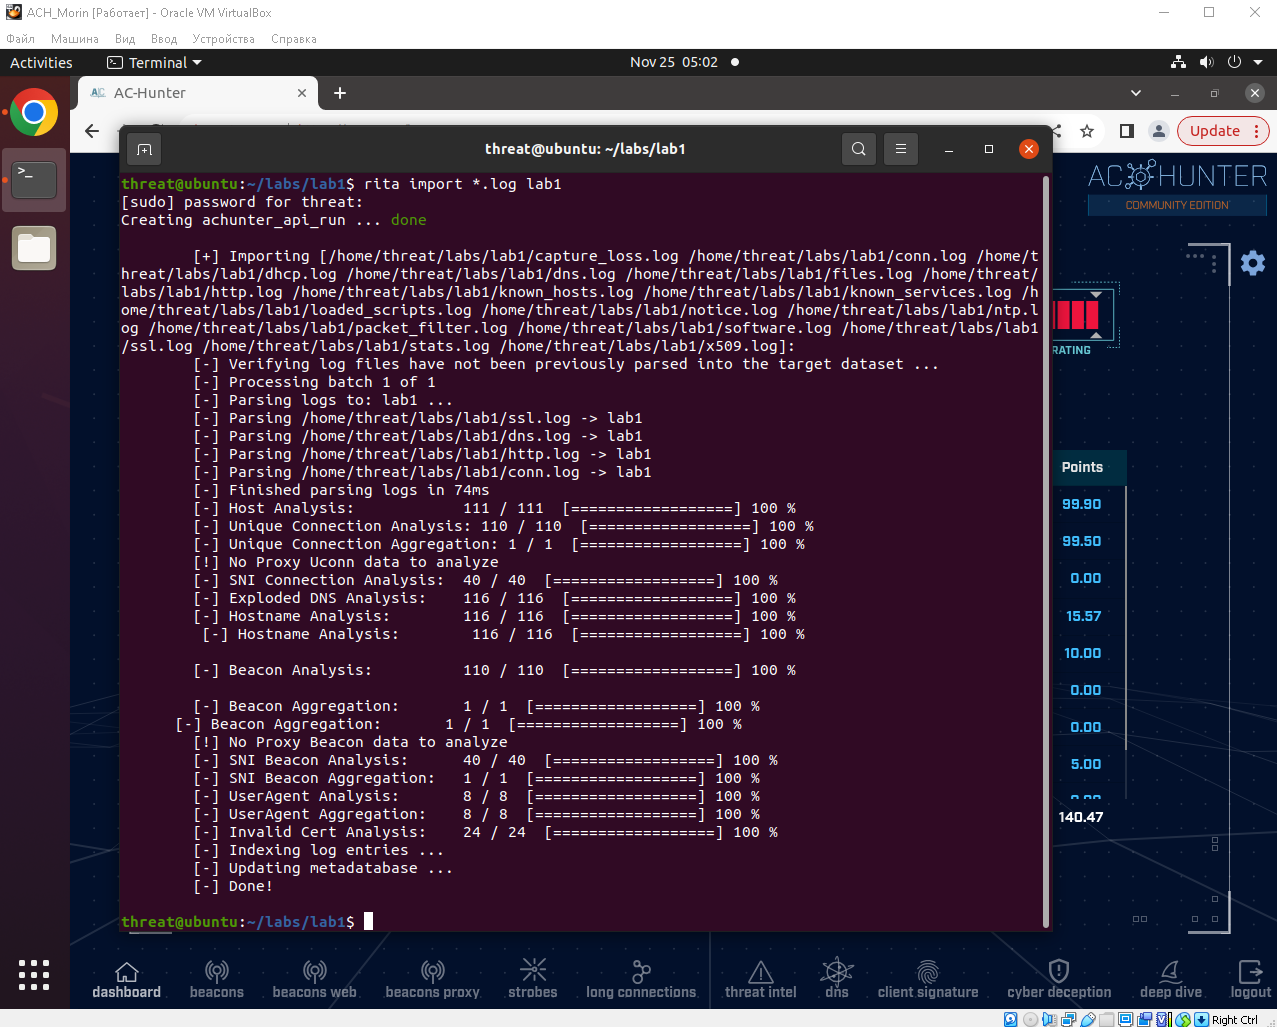 ACH_Morin [Работает] - Oracle VM VirtualBox
Файл Машина Вид Ввод Устройства Справка
Activities Terminal Nov 25 05:02
AC-Hunter
Update
threat@ubuntu: ~/labs/lab1
threat@ubuntu:~/labs/lab1$ rita import *.log lab1
[sudo] password for threat:
Creating achunter_api_run ... done
[+] Importing [/home/threat/labs/lab1/capture_loss.log /home/threat/labs/lab1/conn.log /home/t
hreat/labs/lab1/dhcp.log /home/threat/labs/lab1/dns.log /home/threat/labs/lab1/files.log /home/threat/
labs/lab1/http.log /home/threat/labs/lab1/known_hosts.log /home/threat/labs/lab1/known_services.log /h
ome/threat/labs/lab1/loaded_scripts.log /home/threat/labs/lab1/notice.log /home/threat/labs/lab1/ntp.l
og /home/threat/labs/lab1/packet_filter.log /home/threat/labs/lab1/software.log /home/threat/labs/lab1
/ssl.log /home/threat/labs/lab1/stats.log /home/threat/labs/lab1/x509.log]:
[-] Verifying log files have not been previously parsed into the target dataset ...
[-] Processing batch 1 of 1
[-] Parsing logs to: lab1 ...
[-] Parsing /home/threat/labs/lab1/ssl.log -> lab1
[-] Parsing /home/threat/labs/lab1/dns.log -> lab1
[-] Parsing /home/threat/labs/lab1/http.log -> lab1
[-] Parsing /home/threat/labs/lab1/conn.log -> lab1
[-] Finished parsing logs in 74ms
[-] Host Analysis: 111 / 111 [==================] 100 %
[-] Unique Connection Analysis: 110 / 110 [==================] 100 %
[-] Unique Connection Aggregation: 1 / 1 [==================] 100 %
[!] No Proxy Uconn data to analyze
[-] SNI Connection Analysis: 40 / 40 [==================] 100 %
[-] Exploded DNS Analysis: 116 / 116 [==================] 100 %
[-] Hostname Analysis: 116 / 116 [==================] 100 %
[-] Hostname Analysis: 116 / 116 [==================] 100 %
[-] Beacon Analysis: 110 / 110 [==================] 100 %
[-] Beacon Aggregation: 1 / 1 [==================] 100 %
[-] Beacon Aggregation: 1 / 1 [==================] 100 %
[!] No Proxy Beacon data to analyze
[-] SNI Beacon Analysis: 40 / 40 [==================] 100 %
[-] SNI Beacon Aggregation: 1 / 1 [==================] 100 %
[-] UserAgent Analysis: 8 / 8 [==================] 100 %
[-] UserAgent Aggregation: 8 / 8 [==================] 100 %
[-] Invalid Cert Analysis: 24 / 24 [==================] 100 %
[-] Indexing log entries ...
[-] Updating metadatabase ...
[-] Done!
threat@ubuntu:~/labs/lab1$
AC HUNTER
COMMUNITY EDITION
RATING
Points
99.90
99.50
0.00
15.57
10.00
0.00
0.00
5.00
140.47
dashboard beacons beacons web beacons proxy strobes long connections threat intel dns client signature cyber deception deep dive logout
Right Ctrl